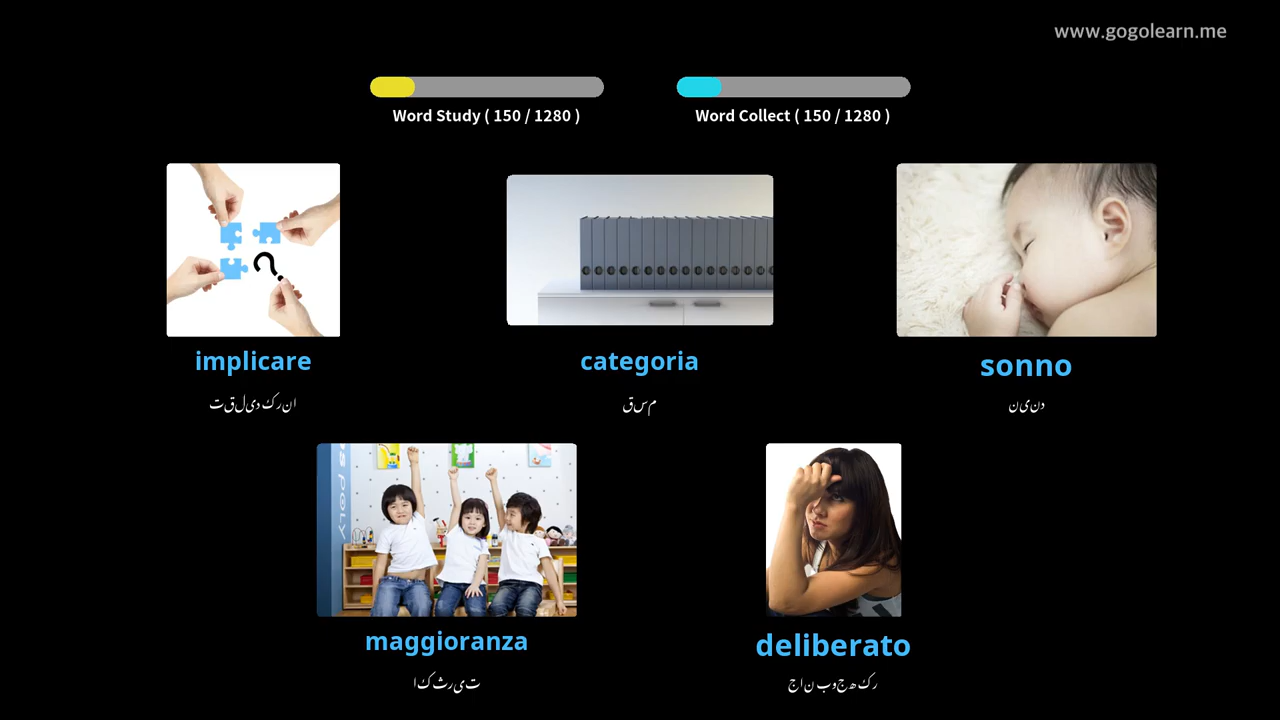 www.gogolearn.me
Word Study ( 150 / 1280 )
Word Collect ( 150 / 1280 )
implicare
تقلید کرنا
categoria
قسم
sonno
نیند
POLY
maggioranza
اکثریت
deliberato
جان بوجھ کر